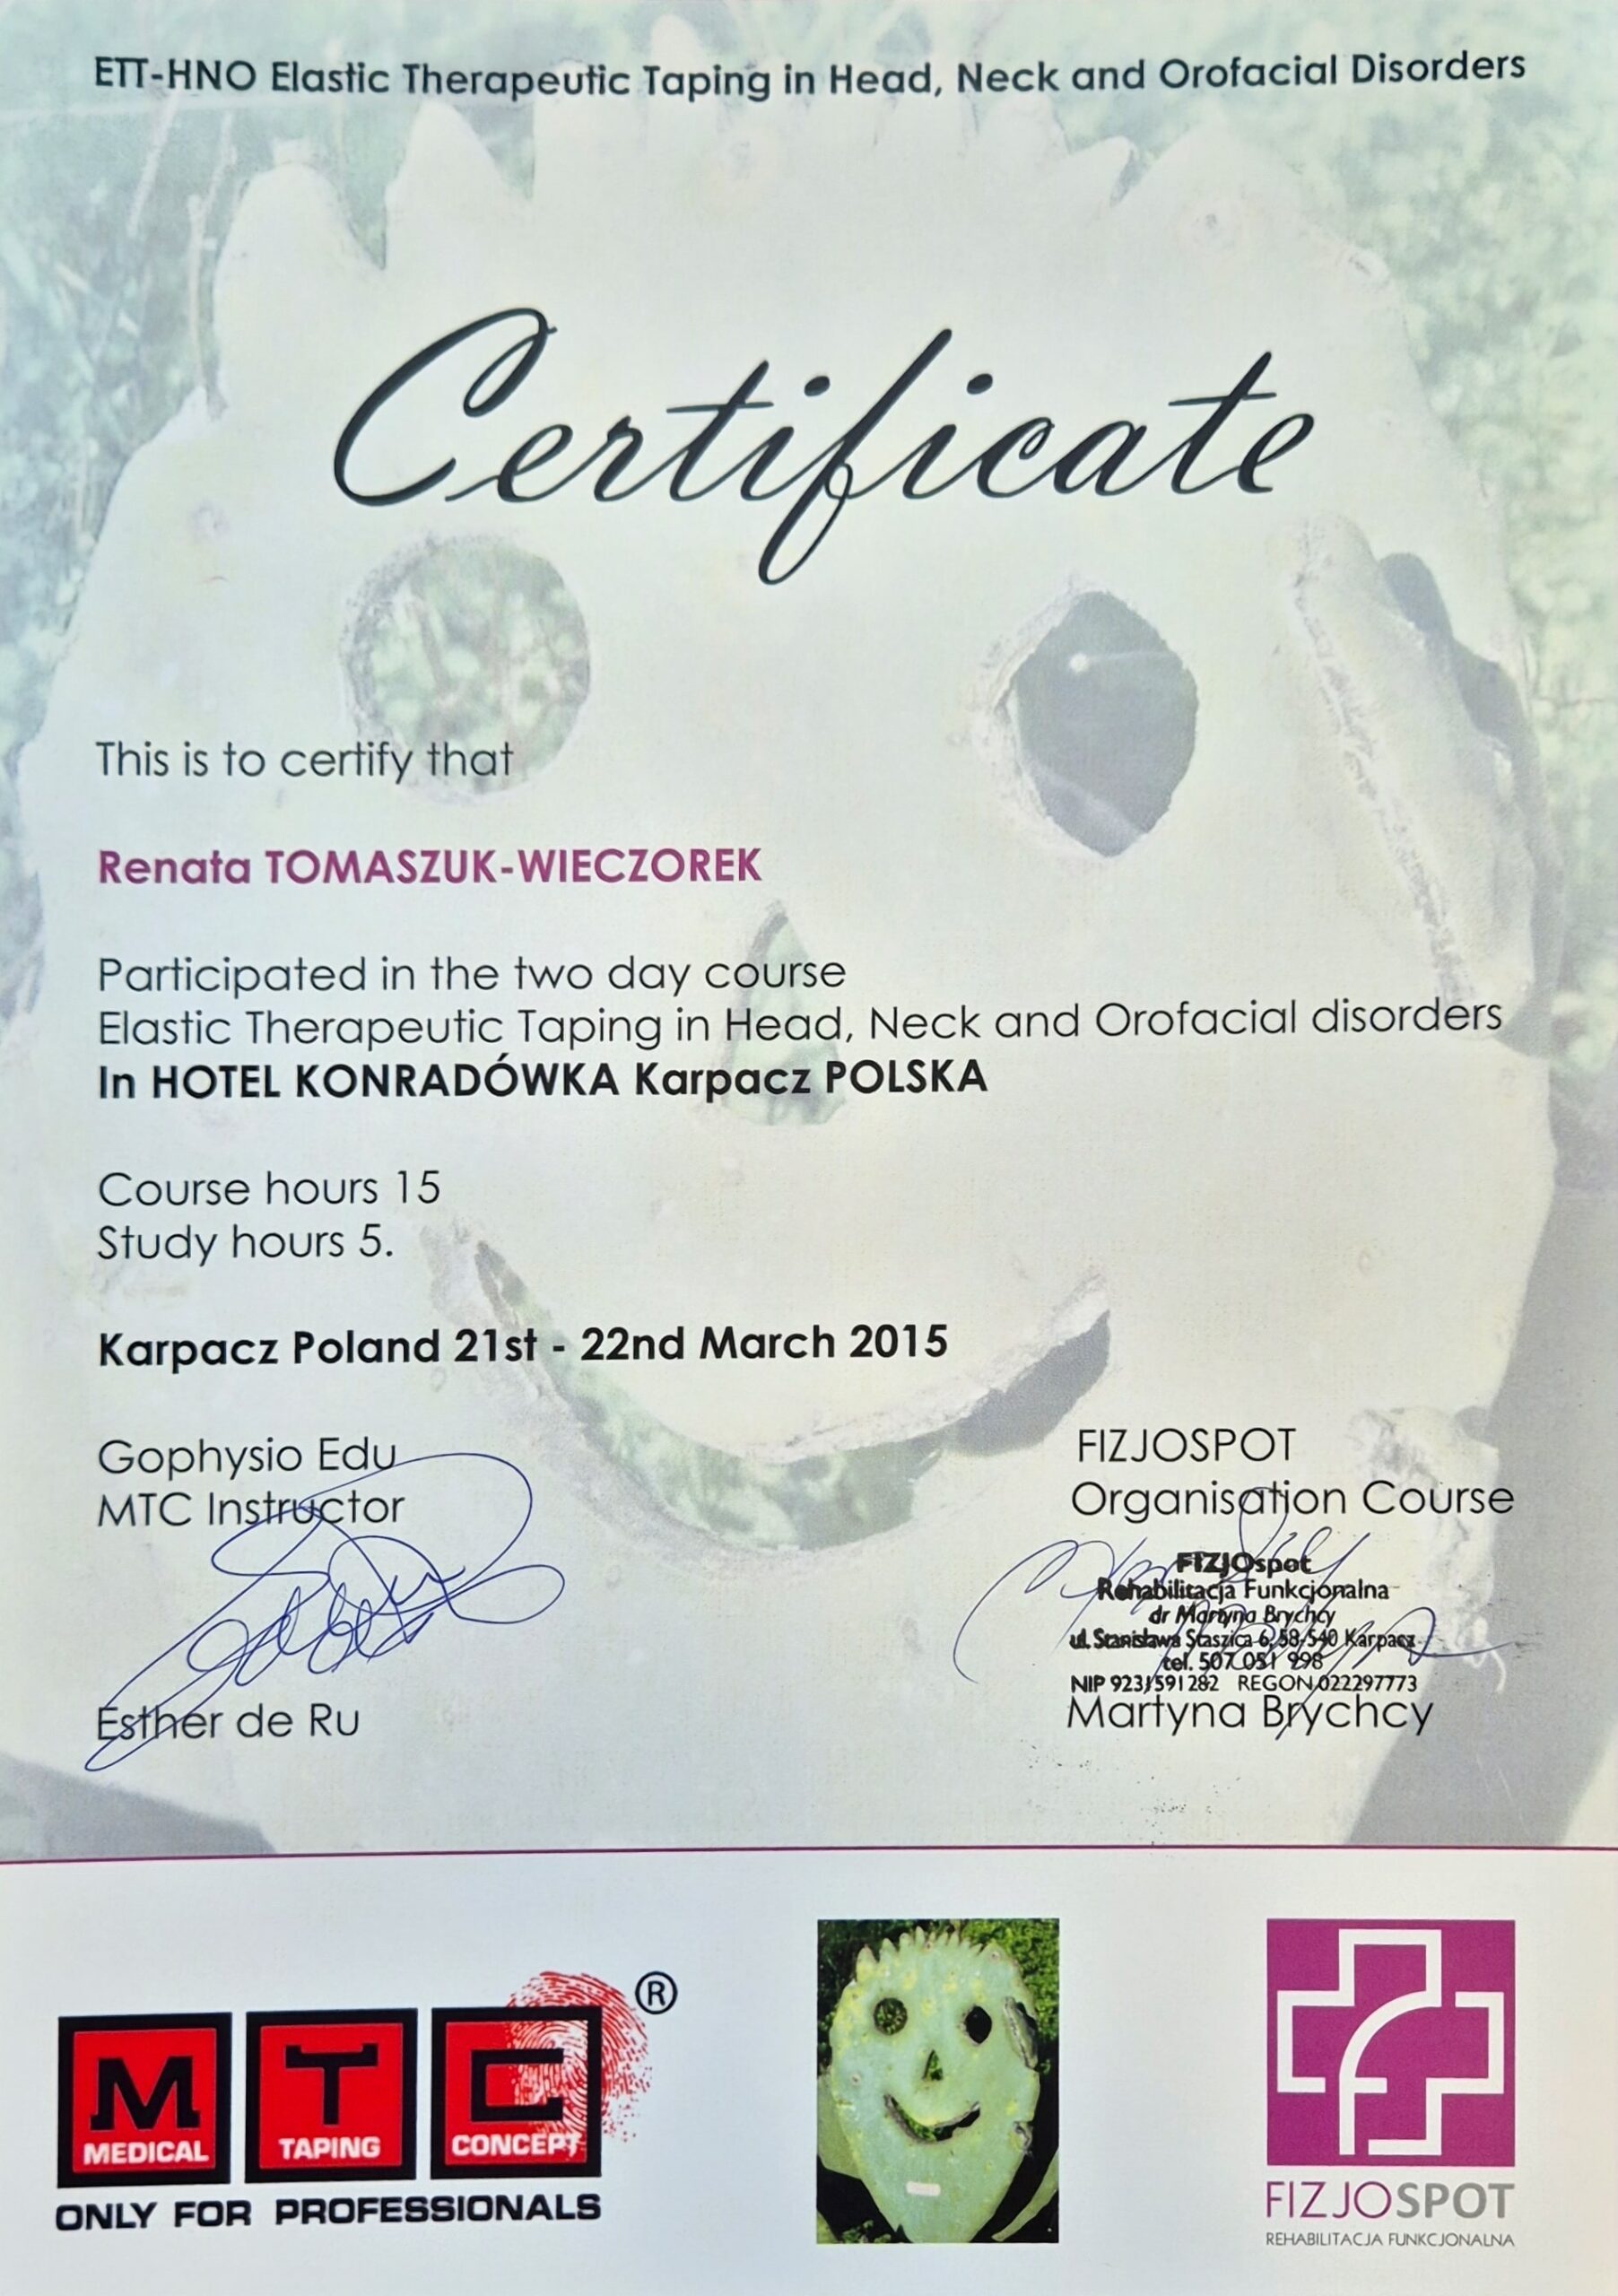 ETT-HNO Elastic Therapeutic Taping in Head, Neck and Orofacial Disorders
Certificate
This is to certify that
Renata TOMASZUK-WIECZOREK
Participated in the two day course
Elastic Therapeutic Taping in Head, Neck and Orofacial disorders
In HOTEL KONRADÓWKA Karpacz POLSKA
Course hours 15
Study hours 5.
Karpacz Poland 21st - 22nd March 2015
Gophysio Edu
MTC Instructor
Esther de Ru
FIZJOSPOT
Organisation Course
FIZJOspot
Rehabilitacja Funkcjonalna
dr Martyna Brychcy
ul. Stanisława Staszica 6, 58-540 Karpacz
tel. 507 051 998
NIP 9231591282 REGON 022297773
Martyna Brychcy
MTC ®
MEDICAL TAPING CONCEPT
ONLY FOR PROFESSIONALS
FIZJOSPOT
REHABILITACJA FUNKCJONALNA